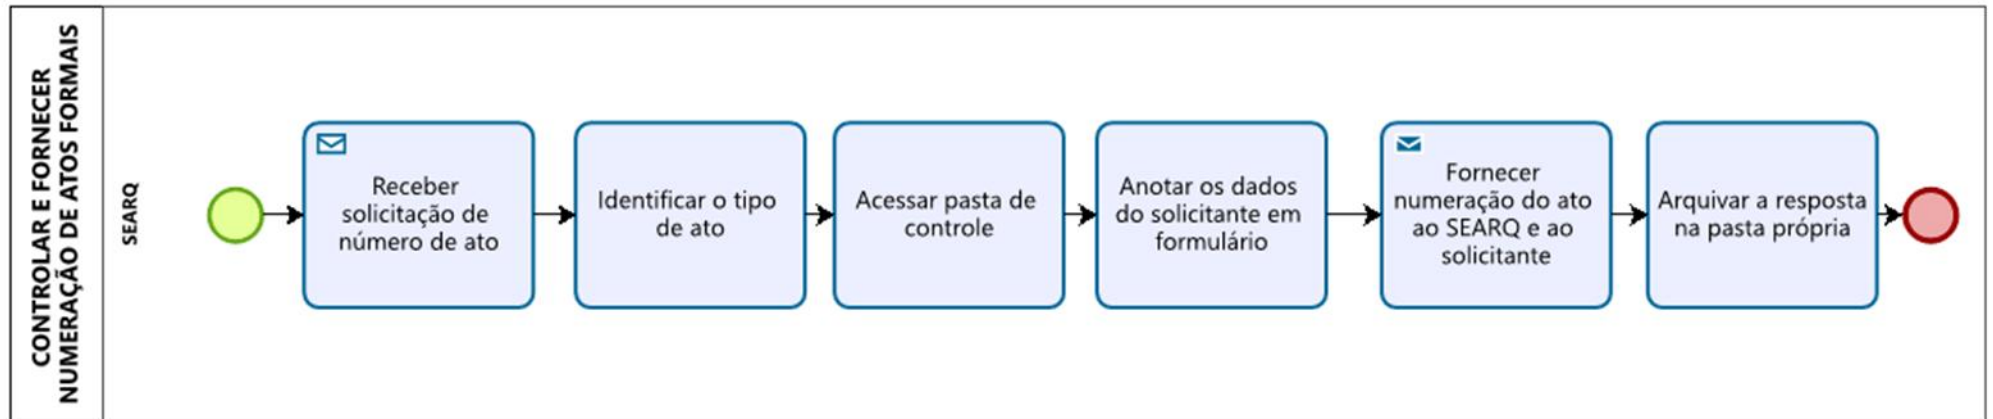 CONTROLAR E FORNECER
NUMERAÇÃO DE ATOS FORMAIS
SEARQ
Receber
solicitação de
número de ato
Identificar o tipo
de ato
Acessar pasta de
controle
Anotar os dados
do solicitante em
formulário
Fornecer
numeração do ato
ao SEARQ e ao
solicitante
Arquivar a resposta
na pasta própria